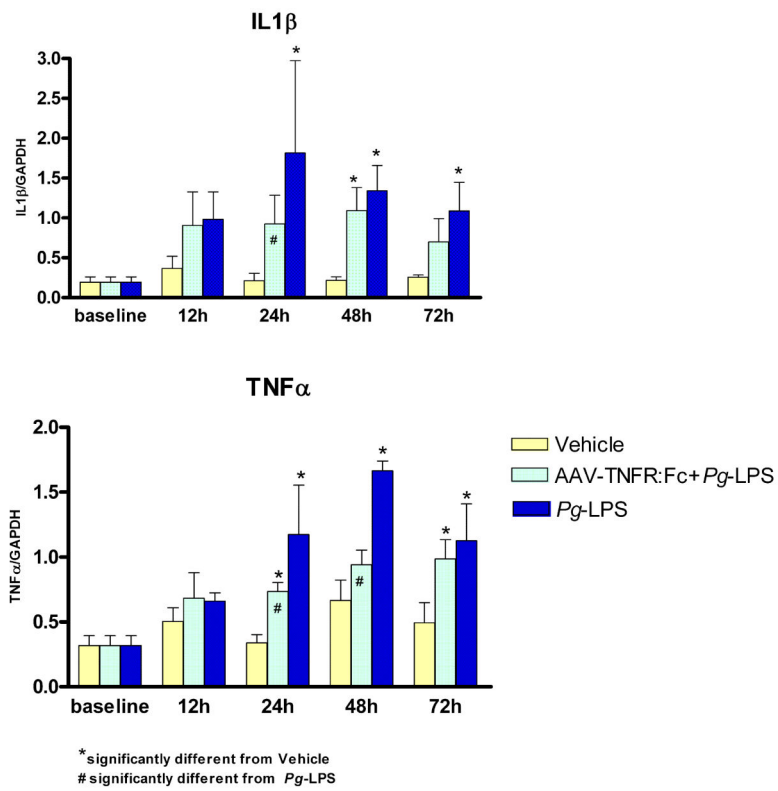 IL1β
IL1β/GAPDH
3.0
2.5
2.0
1.5
1.0
0.5
0.0
*
*
*
*
#
baseline 12h 24h 48h 72h
TNFα
TNFα/GAPDH
2.0
1.5
1.0
0.5
0.0
*
*
*
*
*
#
#
baseline 12h 24h 48h 72h
Vehicle
AAV-TNFR:Fc+Pg-LPS
Pg-LPS
*significantly different from Vehicle
# significantly different from Pg-LPS